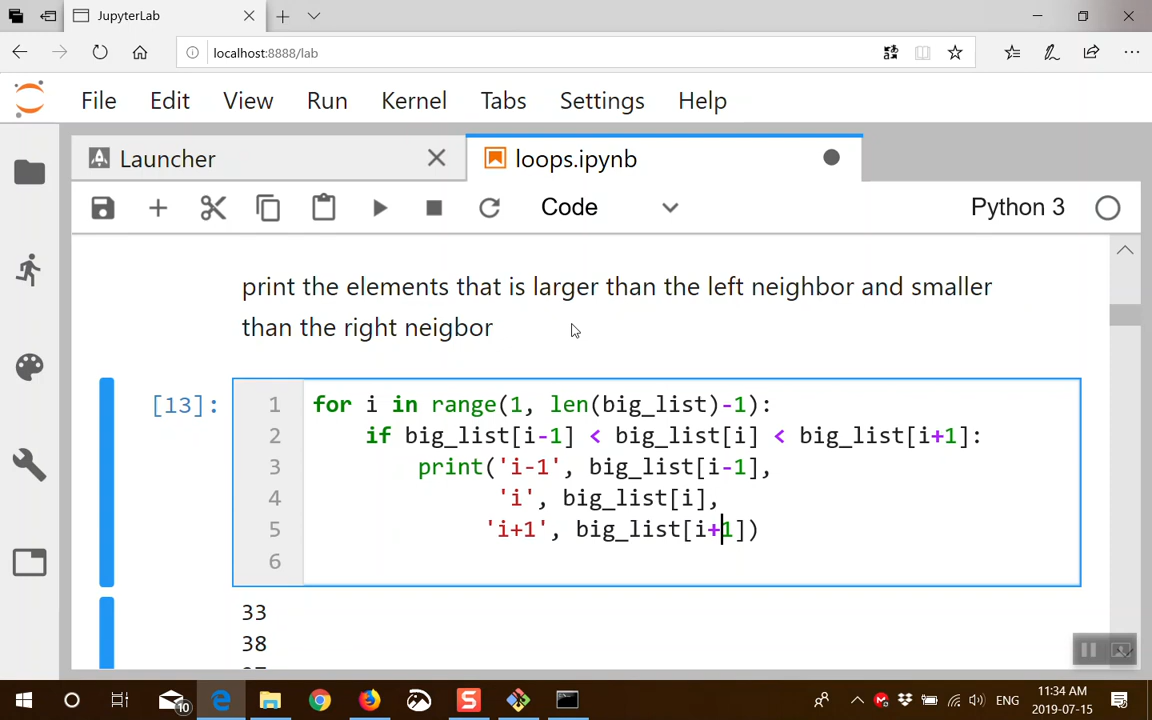 JupyterLab
localhost:8888/lab
File Edit View Run Kernel Tabs Settings Help
Launcher loops.ipynb
Code Python 3
print the elements that is larger than the left neighbor and smaller
than the right neigbor
[13]:
1 for i in range(1, len(big_list)-1):
2 if big_list[i-1] < big_list[i] < big_list[i+1]:
3 print('i-1', big_list[i-1],
4 'i', big_list[i],
5 'i+1', big_list[i+1])
6
33
38
10 ENG 11:34 AM
2019-07-15